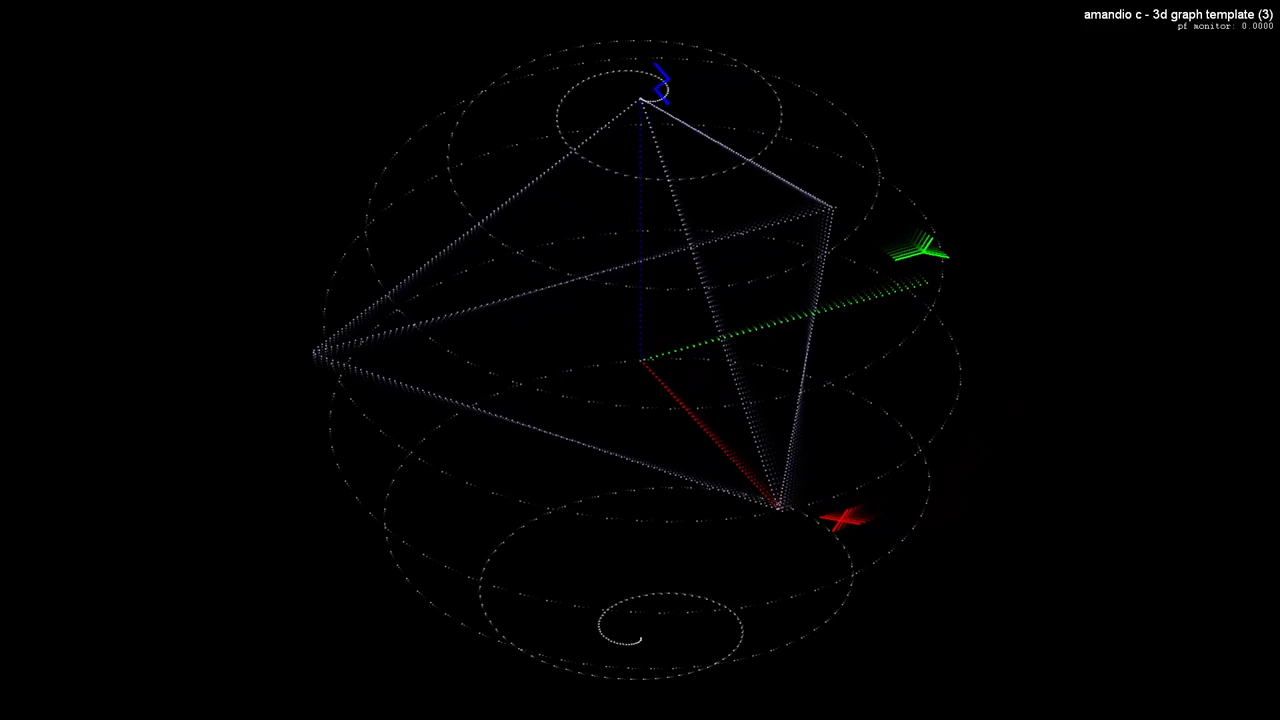 amandio c - 3d graph template (3)
pf monitor: 0.0000
Z
Y
X